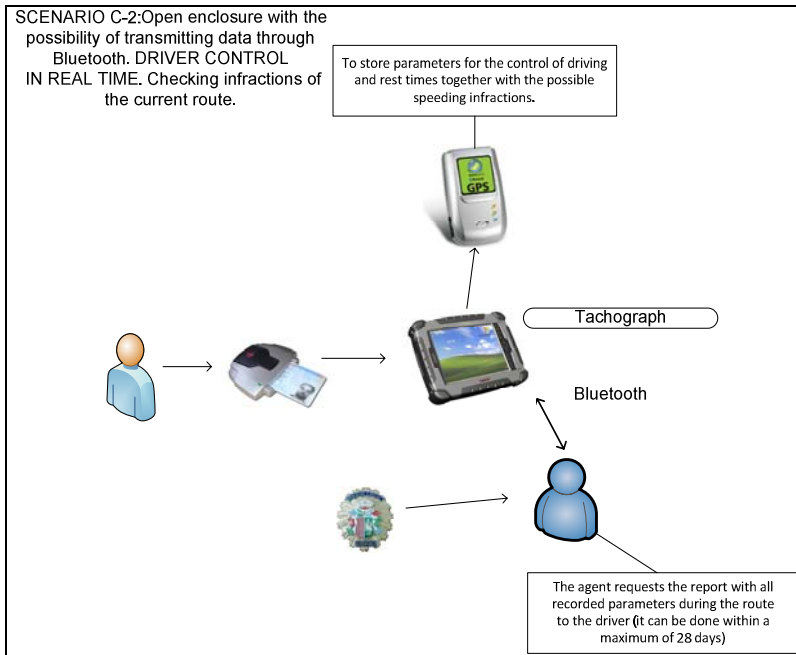 SCENARIO C-2:Open enclosure with the
possibility of transmitting data through
Bluetooth. DRIVER CONTROL
IN REAL TIME. Checking infractions of
the current route.
To store parameters for the control of driving
and rest times together with the possible
speeding infractions.
GPS
Tachograph
Bluetooth
The agent requests the report with all
recorded parameters during the route
to the driver (it can be done within a
maximum of 28 days)